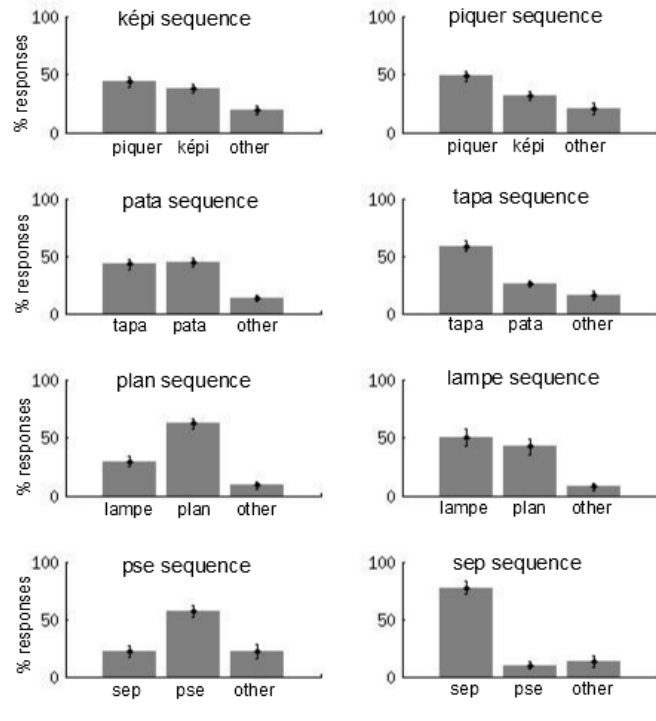 képi sequence
piquer sequence
100
50
0
% responses
piquer képi other
100
50
0
piquer képi other
pata sequence
tapa sequence
100
50
0
% responses
tapa pata other
100
50
0
tapa pata other
plan sequence
lampe sequence
100
50
0
% responses
lampe plan other
100
50
0
lampe plan other
pse sequence
sep sequence
100
50
0
% responses
sep pse other
100
50
0
sep pse other